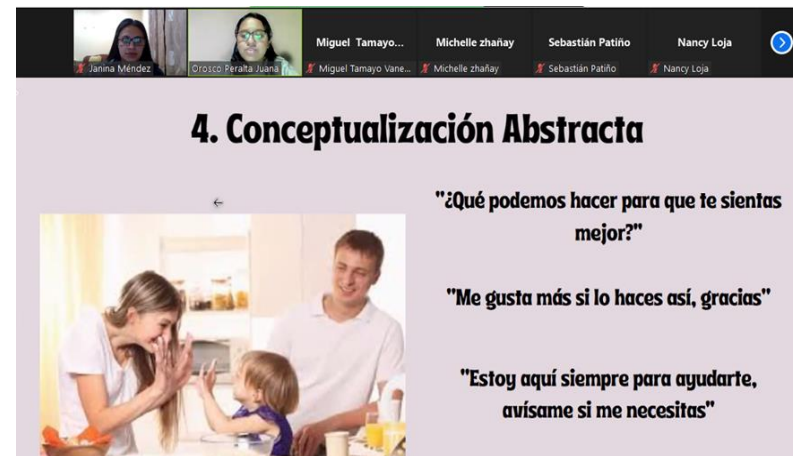 Miguel Tamayo...
Michelle zhañay
Sebastián Patiño
Nancy Loja
Janina Méndez
Orosco Peralta Juana
Miguel Tamayo Vane...
Michelle zhañay
Sebastián Patiño
Nancy Loja
4. Conceptualización Abstracta
"¿Qué podemos hacer para que te sientas
mejor?"
"Me gusta más si lo haces así, gracias"
"Estoy aquí siempre para ayudarte,
avísame si me necesitas"